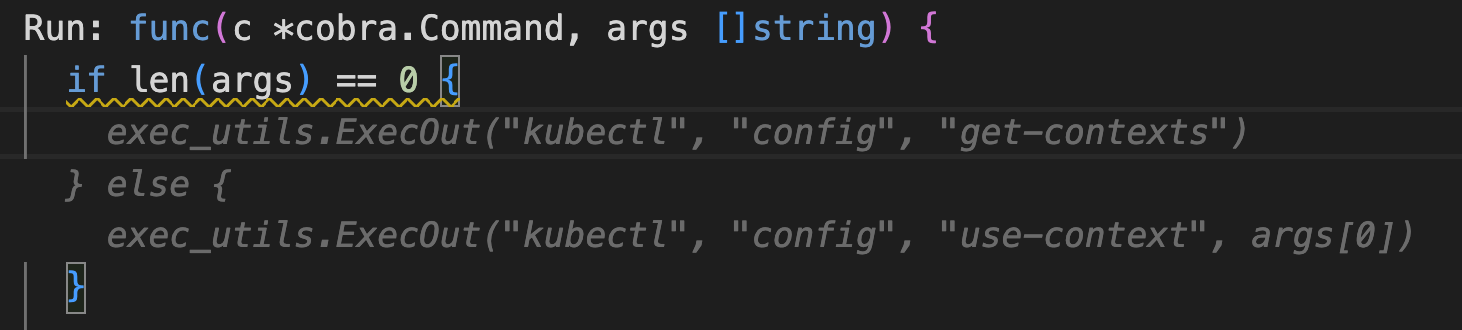 Run: func(c *cobra.Command, args []string) {
if len(args) == 0 {
exec_utils.ExecOut("kubectl", "config", "get-contexts")
} else {
exec_utils.ExecOut("kubectl", "config", "use-context", args[0])
}